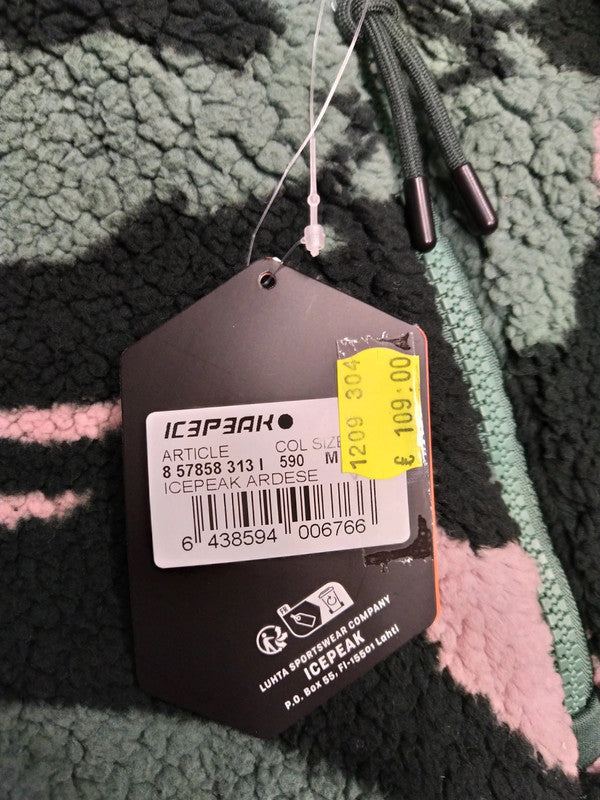 ICEPEAK
ARTICLE COL SIZE
8 57858 313 I 590 M
ICEPEAK ARDESE
6 438594 006766
1209 304
€ 109.00
FR
LUHTA SPORTSWEAR COMPANY
ICEPEAK
P.O. Box 55, FI-15501 Lahti